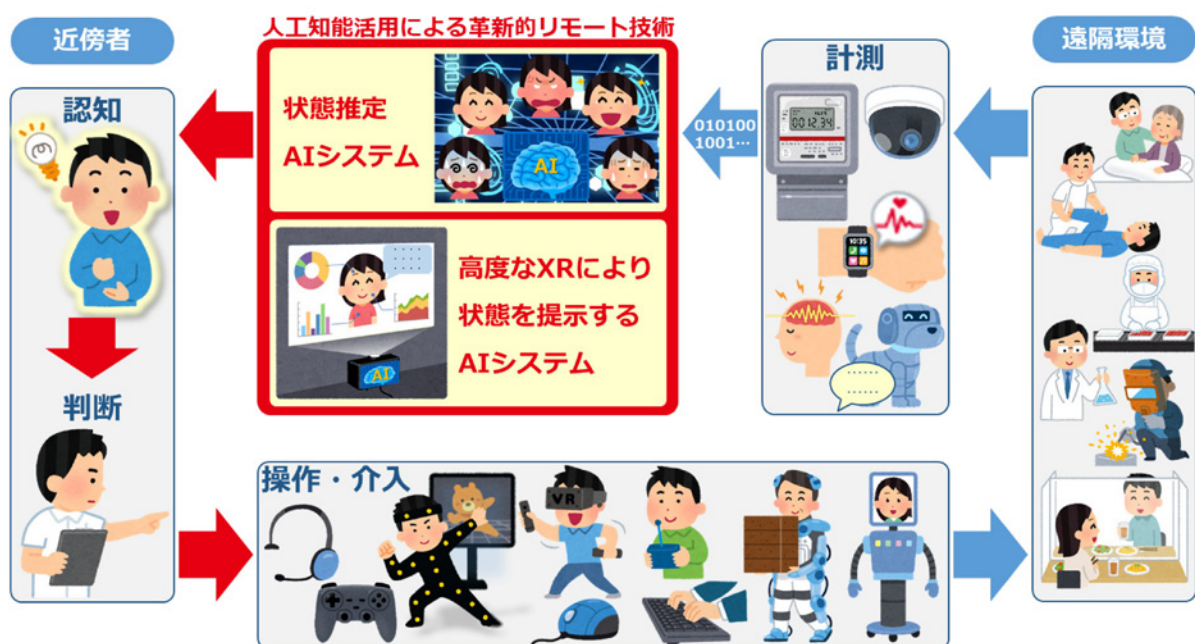 人工知能活用による革新的リモート技術
近傍者
遠隔環境
認知
状態推定
AIシステム
AI
計測
010100
1001…
高度なXRにより
状態を提示する
AIシステム
AI
10:35
判断
操作・介入
VR